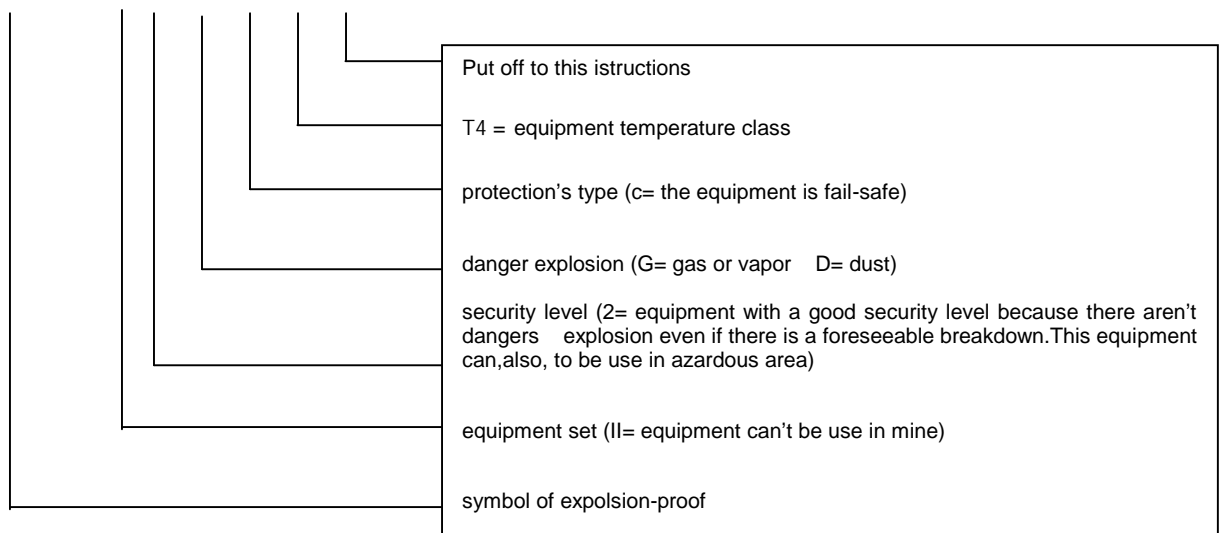 Put off to this istructions
T4 = equipment temperature class
protection's type (c= the equipment is fail-safe)
danger explosion (G= gas or vapor D= dust)
security level (2= equipment with a good security level because there aren't
dangers explosion even if there is a foreseeable breakdown.This equipment
can,also, to be use in azardous area)
equipment set (II= equipment can't be use in mine)
symbol of expolsion-proof